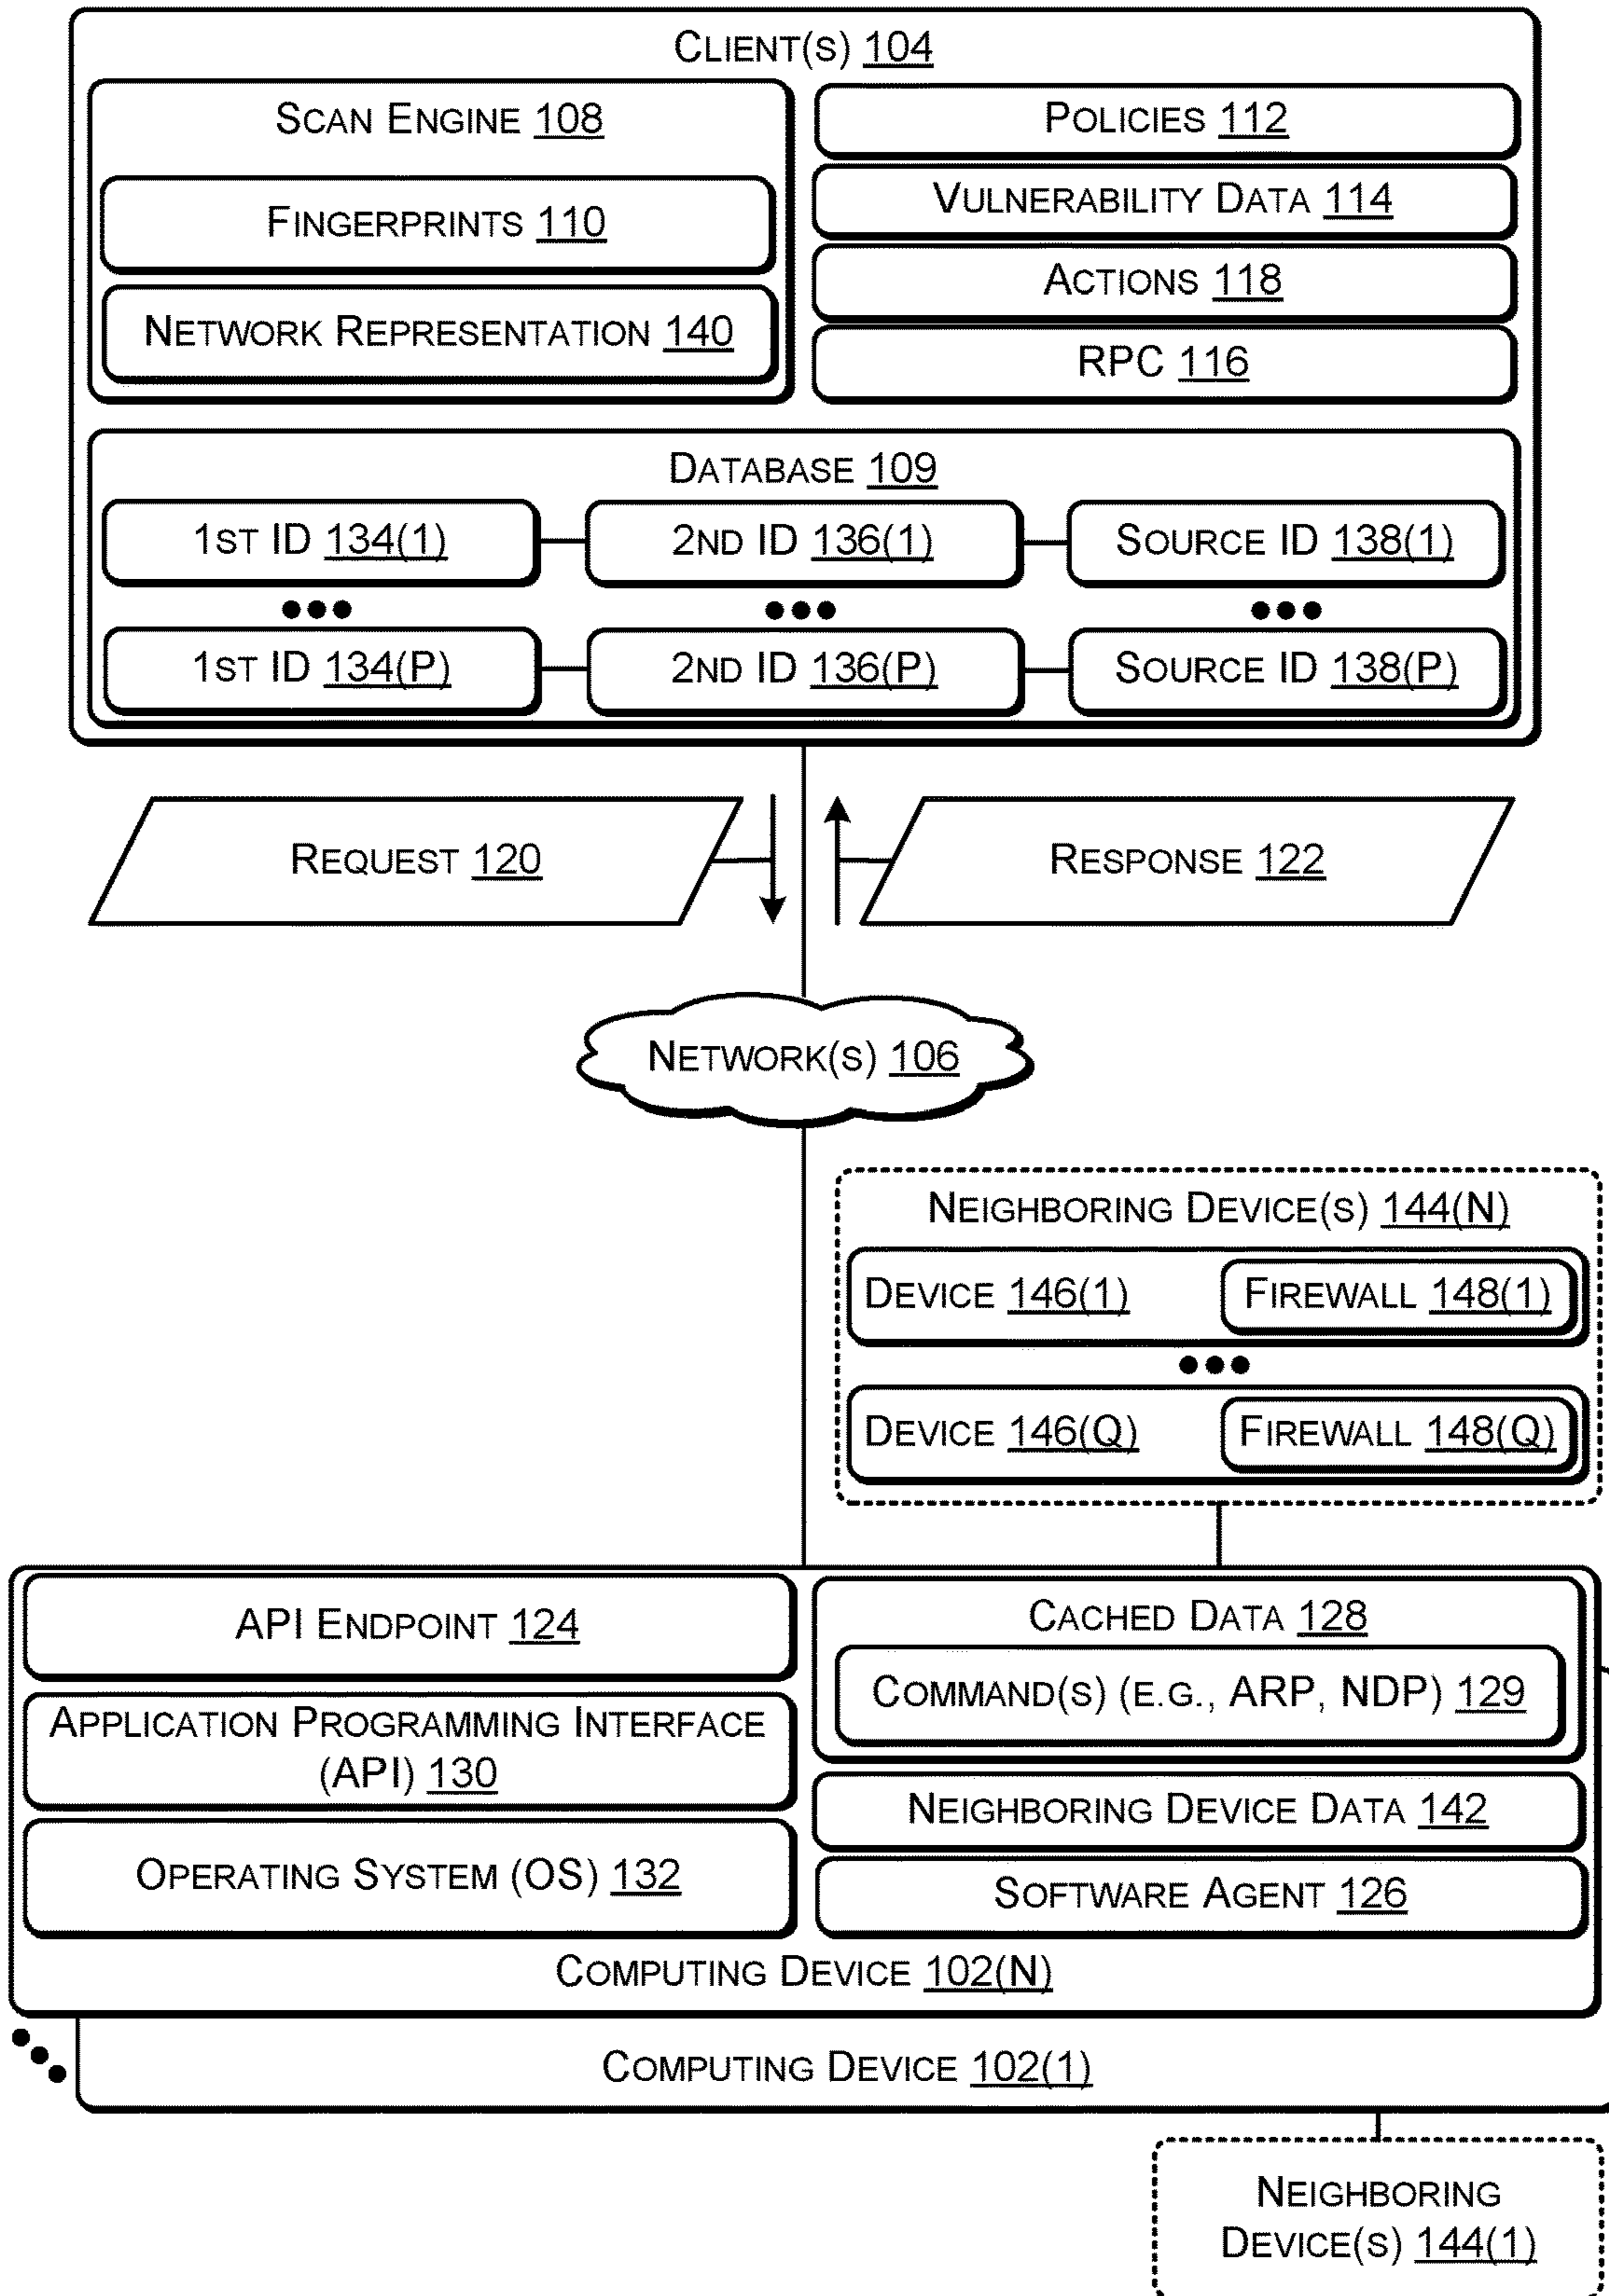 CLIENT(S) 104
SCAN ENGINE 108
FINGERPRINTS 110
NETWORK REPRESENTATION 140
POLICIES 112
VULNERABILITY DATA 114
ACTIONS 118
RPC 116
DATABASE 109
1ST ID 134(1) 2ND ID 136(1) SOURCE ID 138(1)
1ST ID 134(P) 2ND ID 136(P) SOURCE ID 138(P)
REQUEST 120 RESPONSE 122
NETWORK(S) 106
NEIGHBORING DEVICE(S) 144(N)
DEVICE 146(1) FIREWALL 148(1)
DEVICE 146(Q) FIREWALL 148(Q)
API ENDPOINT 124
APPLICATION PROGRAMMING INTERFACE
(API) 130
OPERATING SYSTEM (OS) 132
CACHED DATA 128
COMMAND(S) (E.G., ARP, NDP) 129
NEIGHBORING DEVICE DATA 142
SOFTWARE AGENT 126
COMPUTING DEVICE 102(N)
COMPUTING DEVICE 102(1)
NEIGHBORING
DEVICE(S) 144(1)